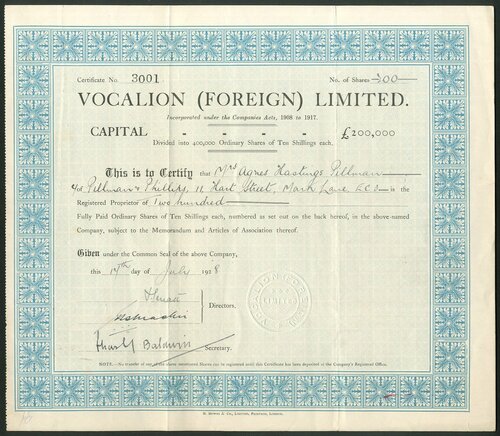 Certificate No. 3001 No. of Shares 200
VOCALION (FOREIGN) LIMITED.
Incorporated under the Companies Acts, 1908 to 1917.
CAPITAL - - - - £200,000
Divided into 400,000 Ordinary Shares of Ten Shillings each.
This is to Certify that Mrs Agnes Hastings Pillman
c/o Pillman & Phillips, 11 Hart Street, Mark Lane EC3 is the
Registered Proprietor of Two hundred
Fully Paid Ordinary Shares of Ten Shillings each, numbered as set out on the back hereof, in the above-named
Company, subject to the Memorandum and Articles of Association thereof.
Given under the Common Seal of the above Company,
this 17th day of July 1928
Directors.
Baldwin Secretary.
NOTE.—No transfer of any of the above mentioned Shares can be registered until this Certificate has been deposited at the Company's Registered Office.